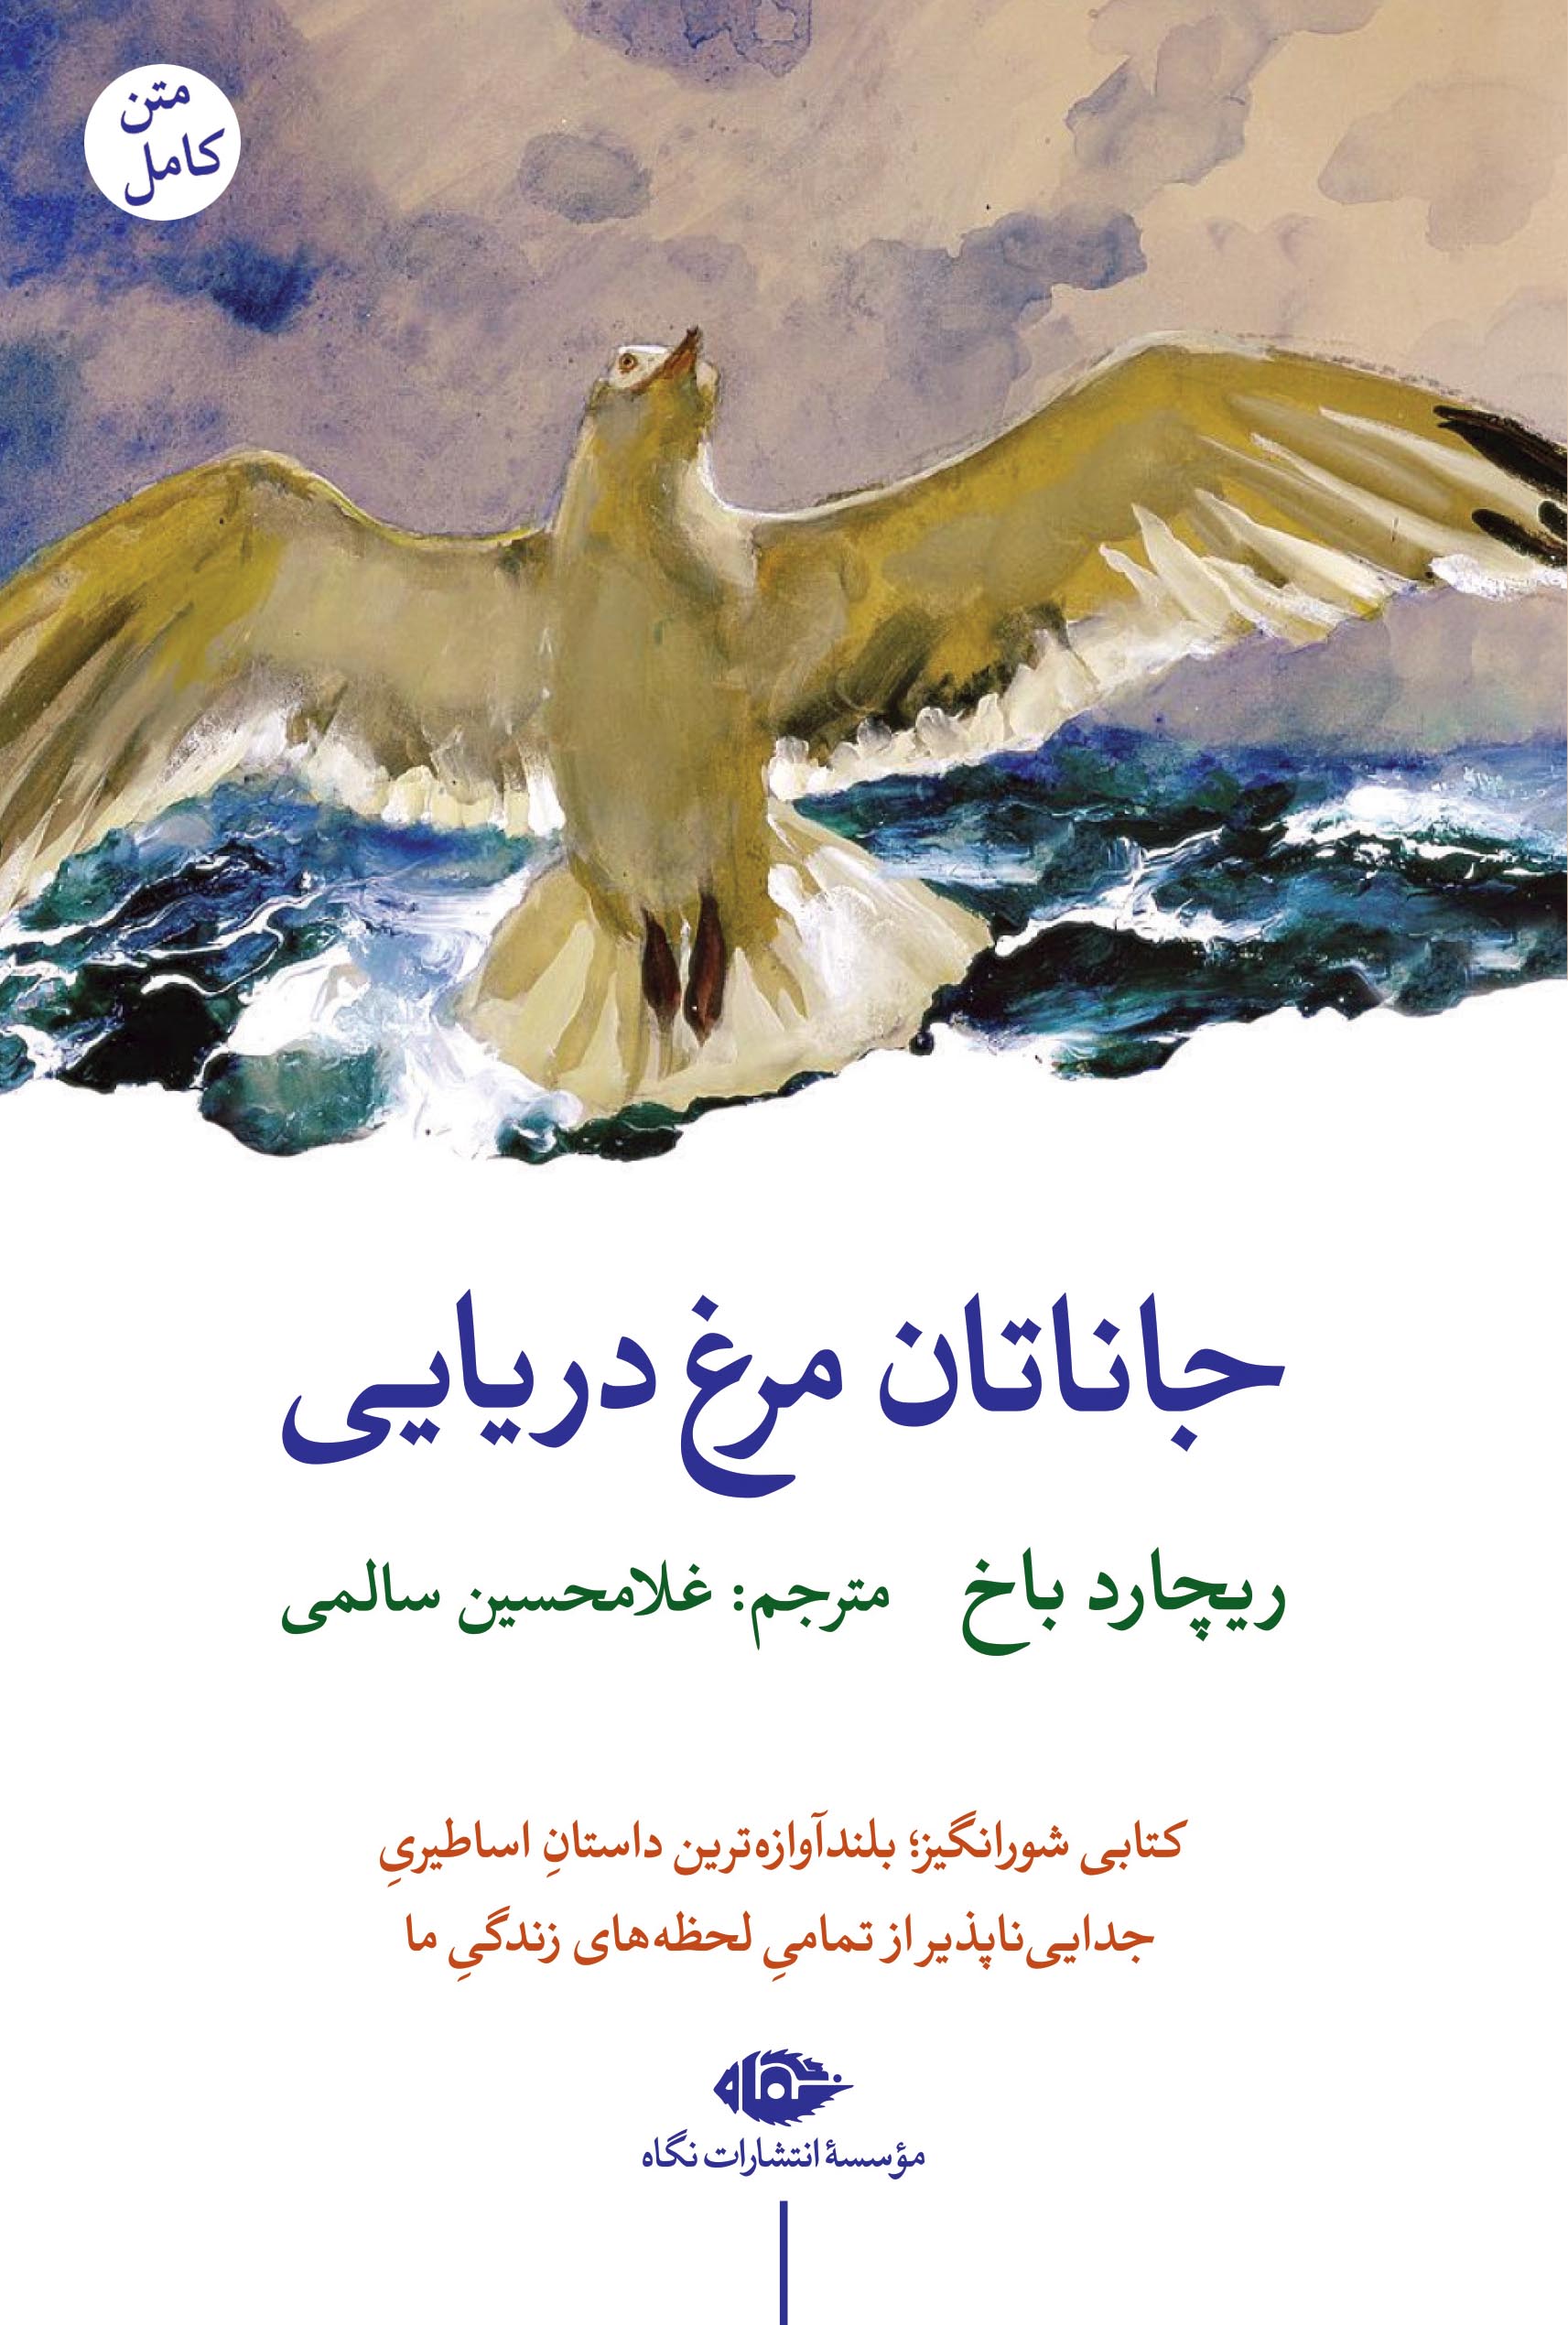 متن
کامل
جاناتان مرغ دریایی
ریچارد باخ مترجم: غلامحسین سالمی
کتابی شورانگیز؛ بلندآوازه‌ترین داستانِ اساطیریِ
جدایی‌ناپذیر از تمامیِ لحظه‌های زندگیِ ما
نگاه
مؤسسهٔ انتشارات نگاه